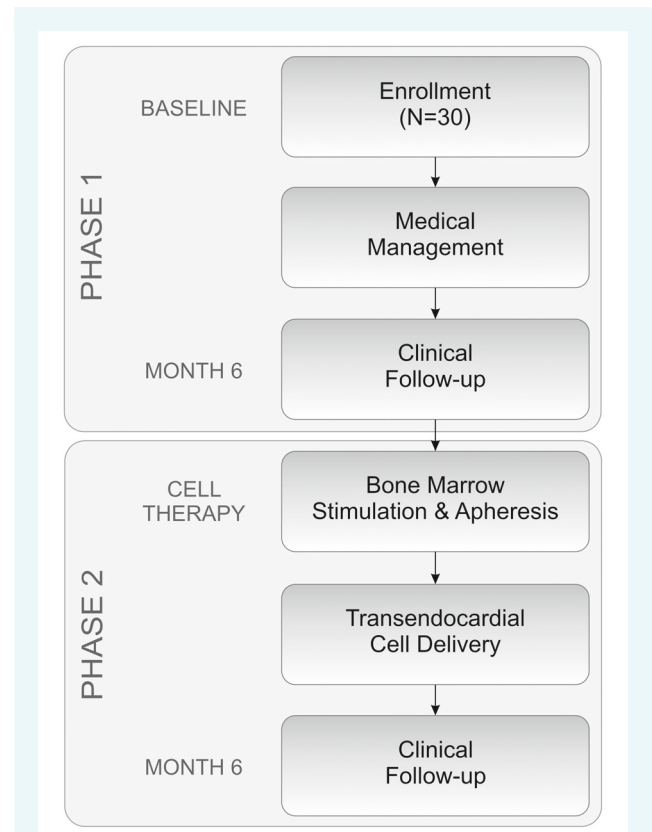 PHASE 1
BASELINE
Enrollment
(N=30)
Medical
Management
MONTH 6
Clinical
Follow-up
PHASE 2
CELL
THERAPY
Bone Marrow
Stimulation & Apheresis
Transendocardial
Cell Delivery
MONTH 6
Clinical
Follow-up